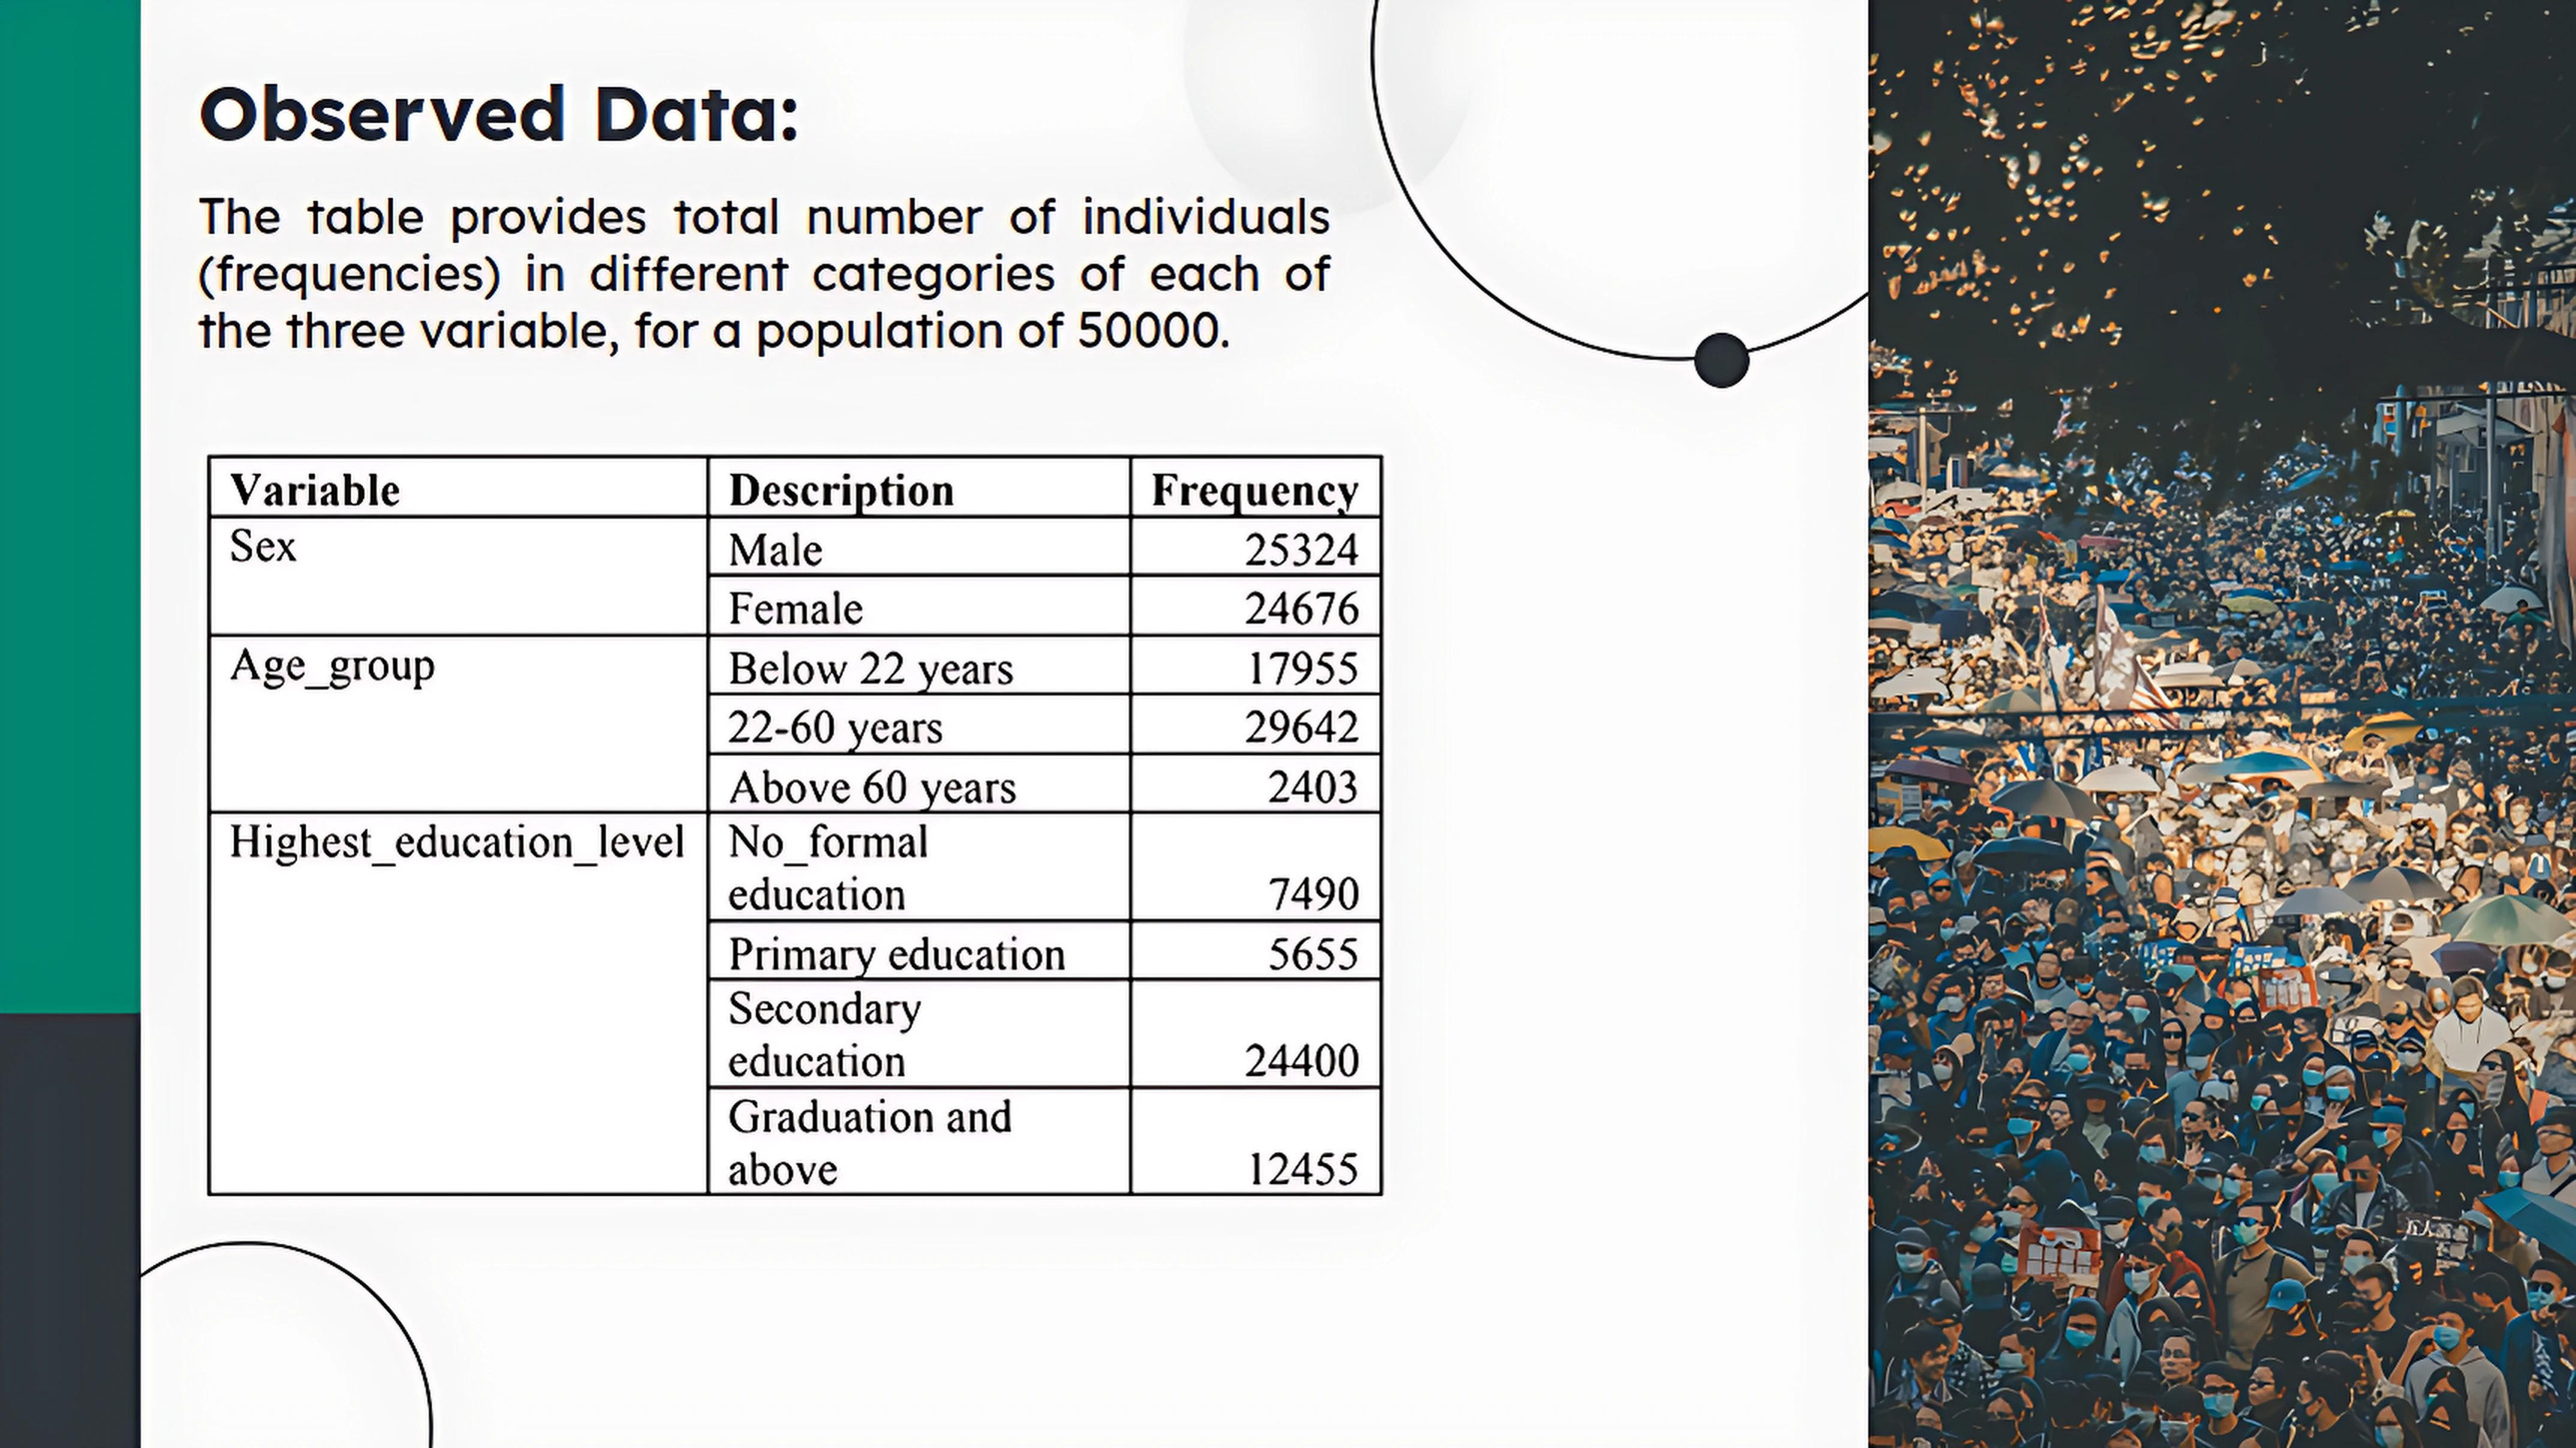 Observed Data:
The table provides total number of individuals
(frequencies) in different categories of each of
the three variable, for a population of 50000.
Variable Description Frequency
Sex Male 25324
Female 24676
Age_group Below 22 years 17955
22-60 years 29642
Above 60 years 2403
Highest_education_level No_formal
education 7490
Primary education 5655
Secondary
education 24400
Graduation and
above 12455